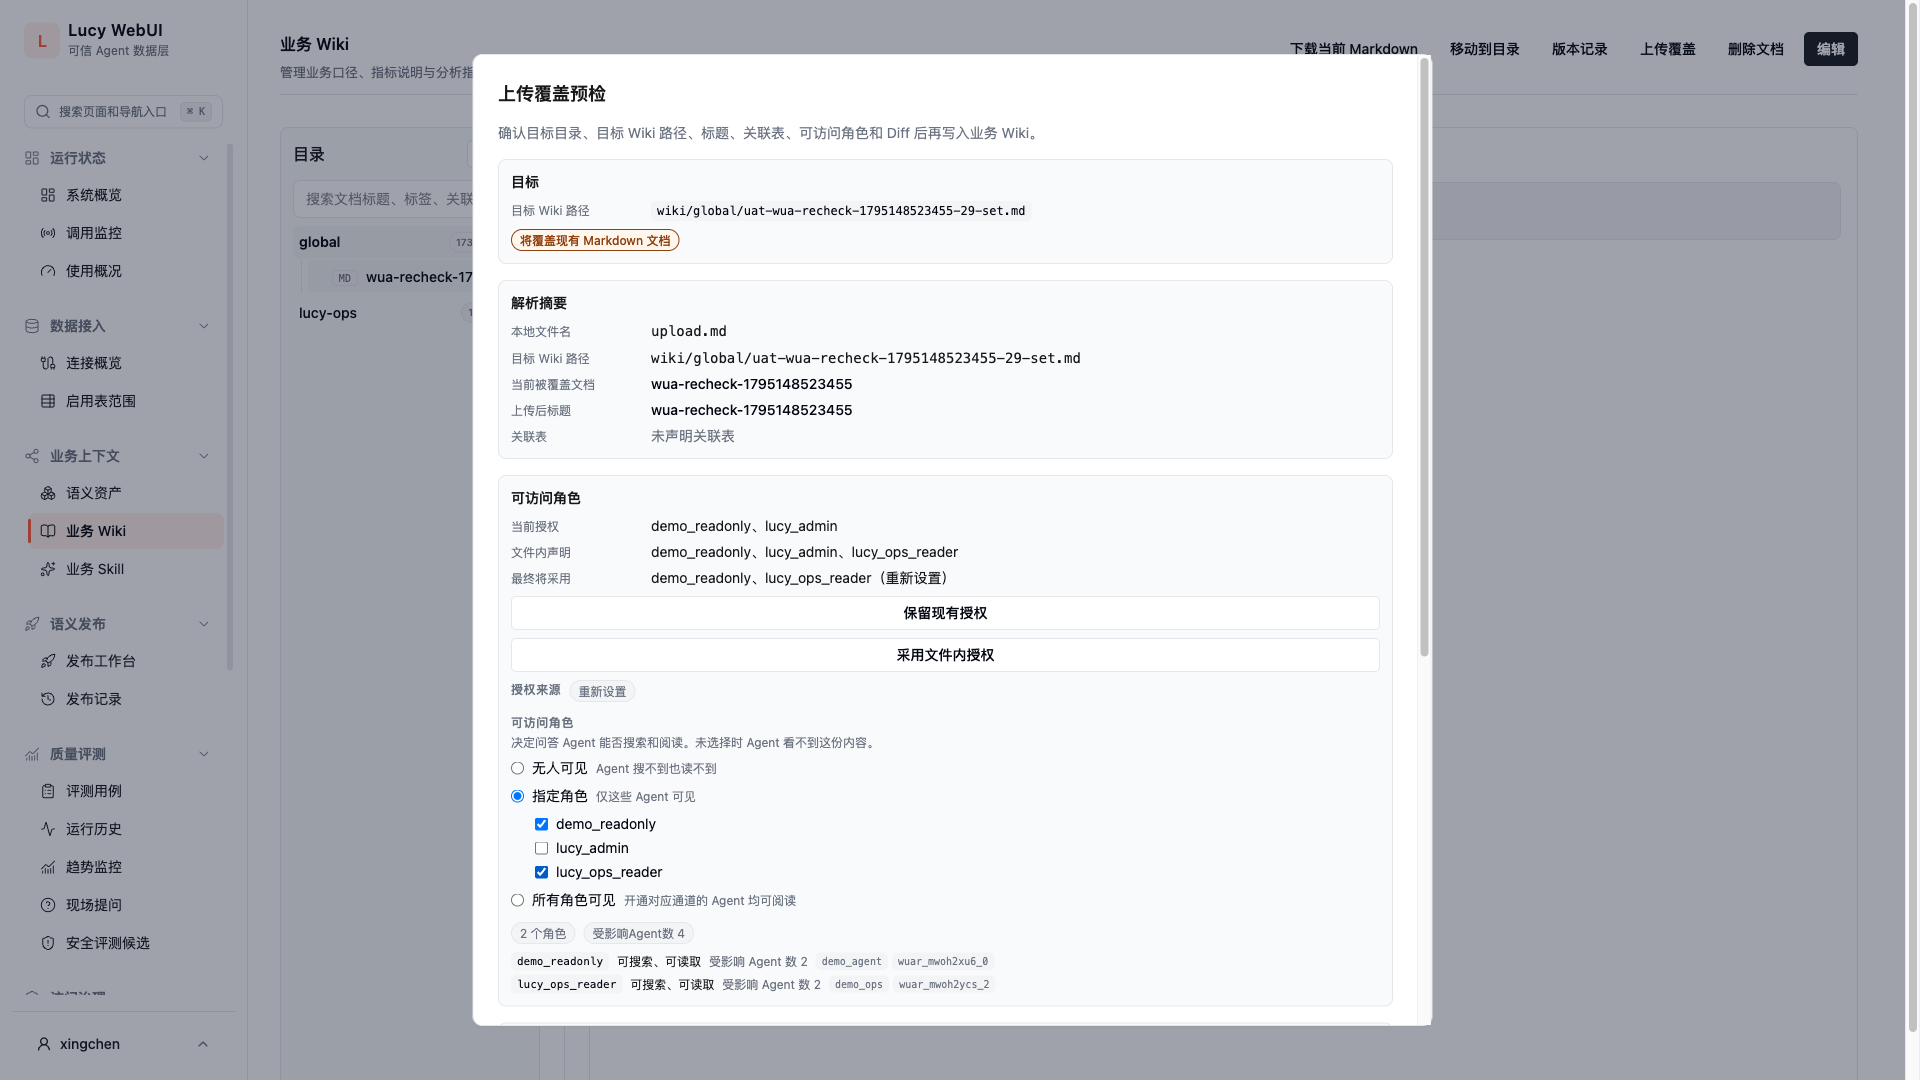 L
Lucy WebUI
可信 Agent 数据层
搜索页面和导航入口 ⌘ K
运行状态
系统概览
调用监控
使用概况
数据接入
连接概览
启用表范围
业务上下文
语义资产
业务 Wiki
业务 Skill
语义发布
发布工作台
发布记录
质量评测
评测用例
运行历史
趋势监控
现场提问
安全评测候选
xingchen
业务 Wiki
管理业务口径、指标说明与分析指
下载当前 Markdown
移动到目录
版本记录
上传覆盖
删除文档
编辑
目录
搜索文档标题、标签、关联
global 173
MD wua-recheck-17
lucy-ops 1
上传覆盖预检
确认目标目录、目标 Wiki 路径、标题、关联表、可访问角色和 Diff 后再写入业务 Wiki。
目标
目标 Wiki 路径 wiki/global/uat-wua-recheck-1795148523455-29-set.md
将覆盖现有 Markdown 文档
解析摘要
本地文件名 upload.md
目标 Wiki 路径 wiki/global/uat-wua-recheck-1795148523455-29-set.md
当前被覆盖文档 wua-recheck-1795148523455
上传后标题 wua-recheck-1795148523455
关联表 未声明关联表
可访问角色
当前授权 demo_readonly、lucy_admin
文件内声明 demo_readonly、lucy_admin、lucy_ops_reader
最终将采用 demo_readonly、lucy_ops_reader（重新设置）
保留现有授权
采用文件内授权
授权来源 重新设置
可访问角色
决定问答 Agent 能否搜索和阅读。未选择时 Agent 看不到这份内容。
无人可见 Agent 搜不到也读不到
指定角色 仅这些 Agent 可见
demo_readonly
lucy_admin
lucy_ops_reader
所有角色可见 开通对应通道的 Agent 均可阅读
2 个角色 受影响Agent数 4
demo_readonly 可搜索、可读取 受影响 Agent 数 2 demo_agent wuar_mwoh2xu6_0
lucy_ops_reader 可搜索、可读取 受影响 Agent 数 2 demo_ops wuar_mwoh2ycs_2